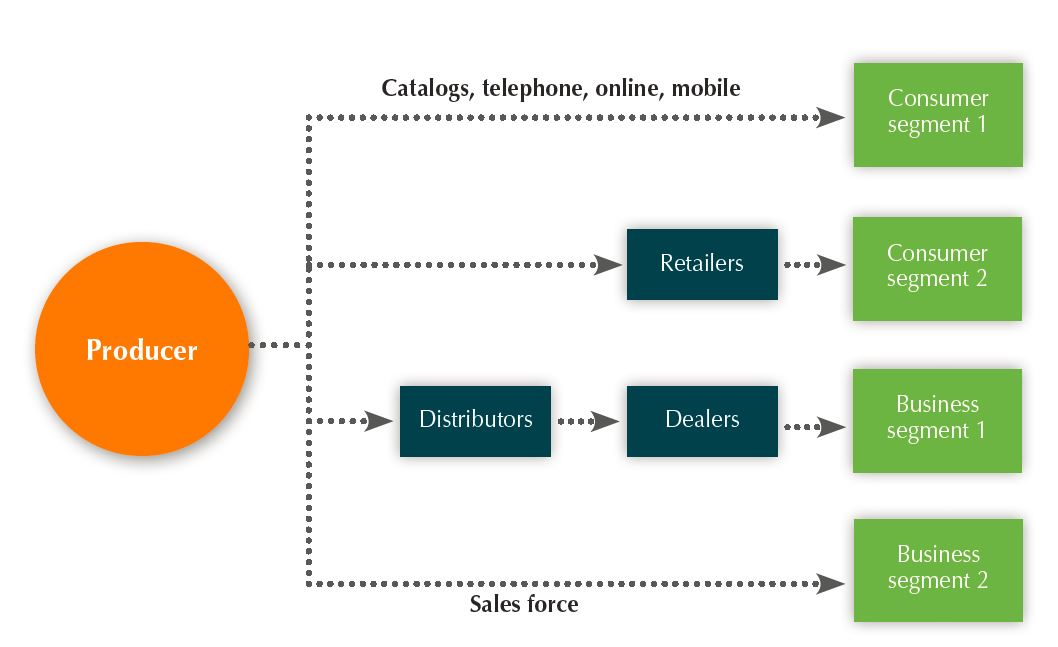 Catalogs, telephone, online, mobile
Consumer
segment 1
Retailers
Consumer
segment 2
Producer
Distributors
Dealers
Business
segment 1
Business
segment 2
Sales force